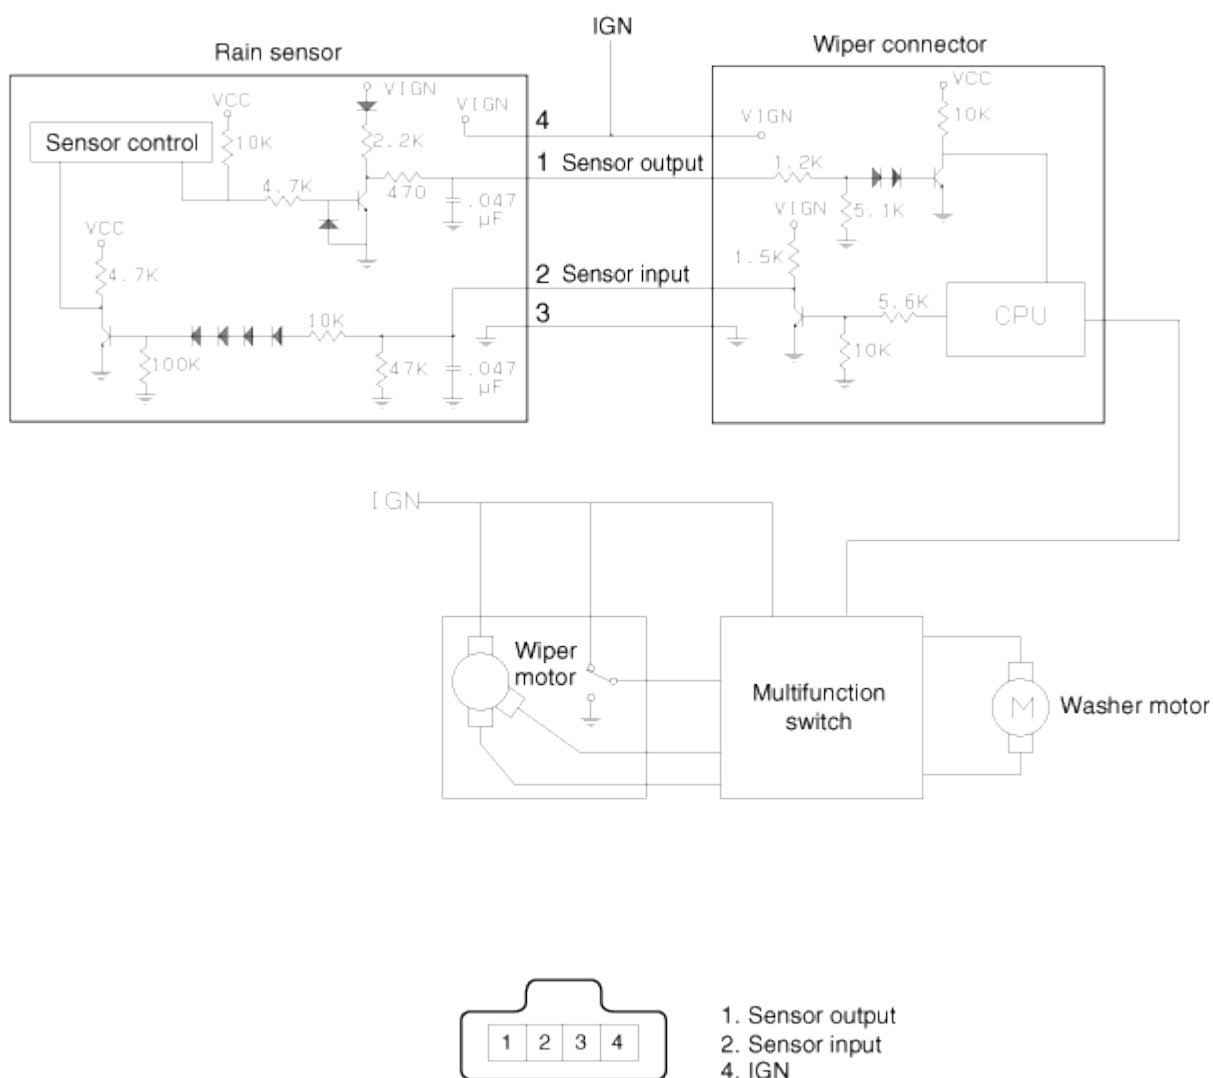 IGN
Rain sensor
Wiper connector
VIGN
VCC
VIGN
VCC
Sensor control
10K
2.2K
4
VIGN
10K
1 Sensor output
1.2K
4.7K
470
.047
µF
5.1K
VIGN
VCC
4.7K
2 Sensor input
1.5K
3
5.6K
CPU
10K
10K
100K
47K
.047
µF
IGN
Wiper
motor
Multifunction
switch
M
Washer motor
1 2 3 4
1. Sensor output
2. Sensor input
4. IGN